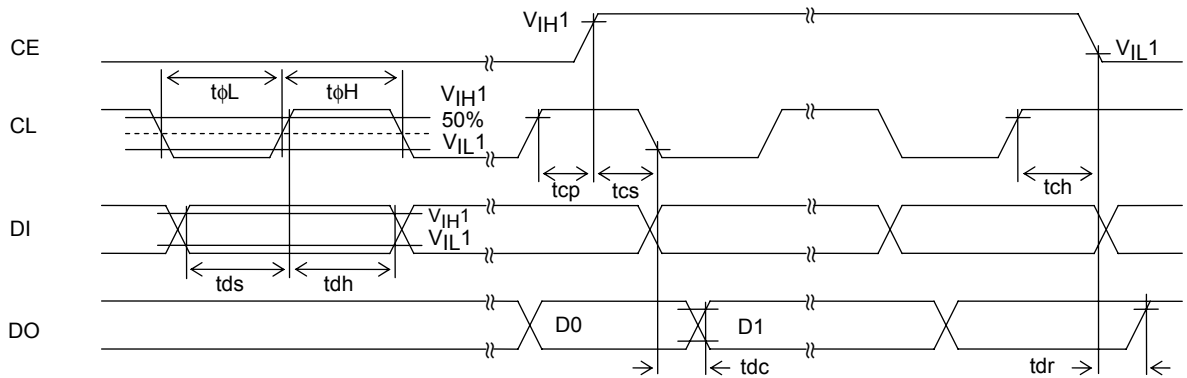 CE
VIH1
VIL1
tϕL
tϕH
CL
VIH1
50%
VIL1
tcp
tcs
tch
DI
VIH1
VIL1
tds
tdh
DO
D0
D1
tdc
tdr